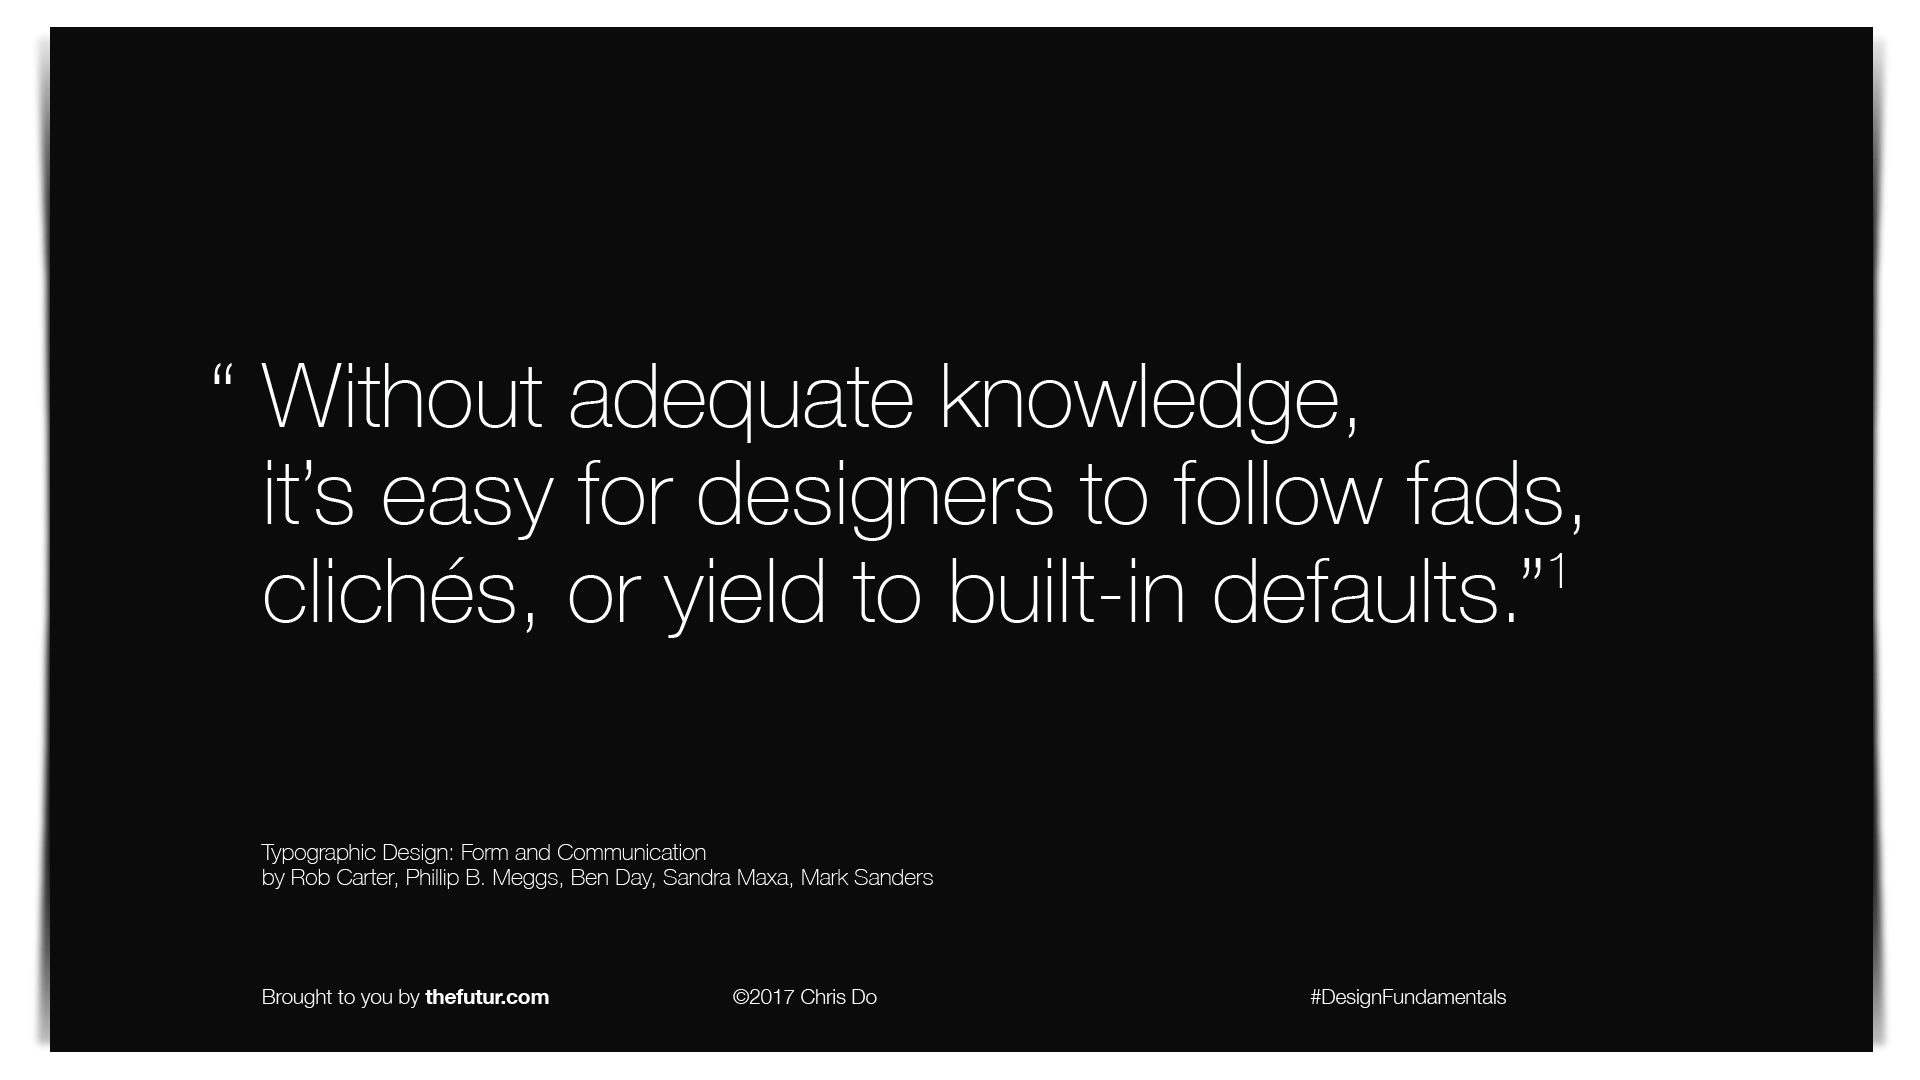 “ Without adequate knowledge,
it’s easy for designers to follow fads,
clichés, or yield to built-in defaults.”1
Typographic Design: Form and Communication
by Rob Carter, Phillip B. Meggs, Ben Day, Sandra Maxa, Mark Sanders
Brought to you by thefutur.com ©2017 Chris Do #DesignFundamentals